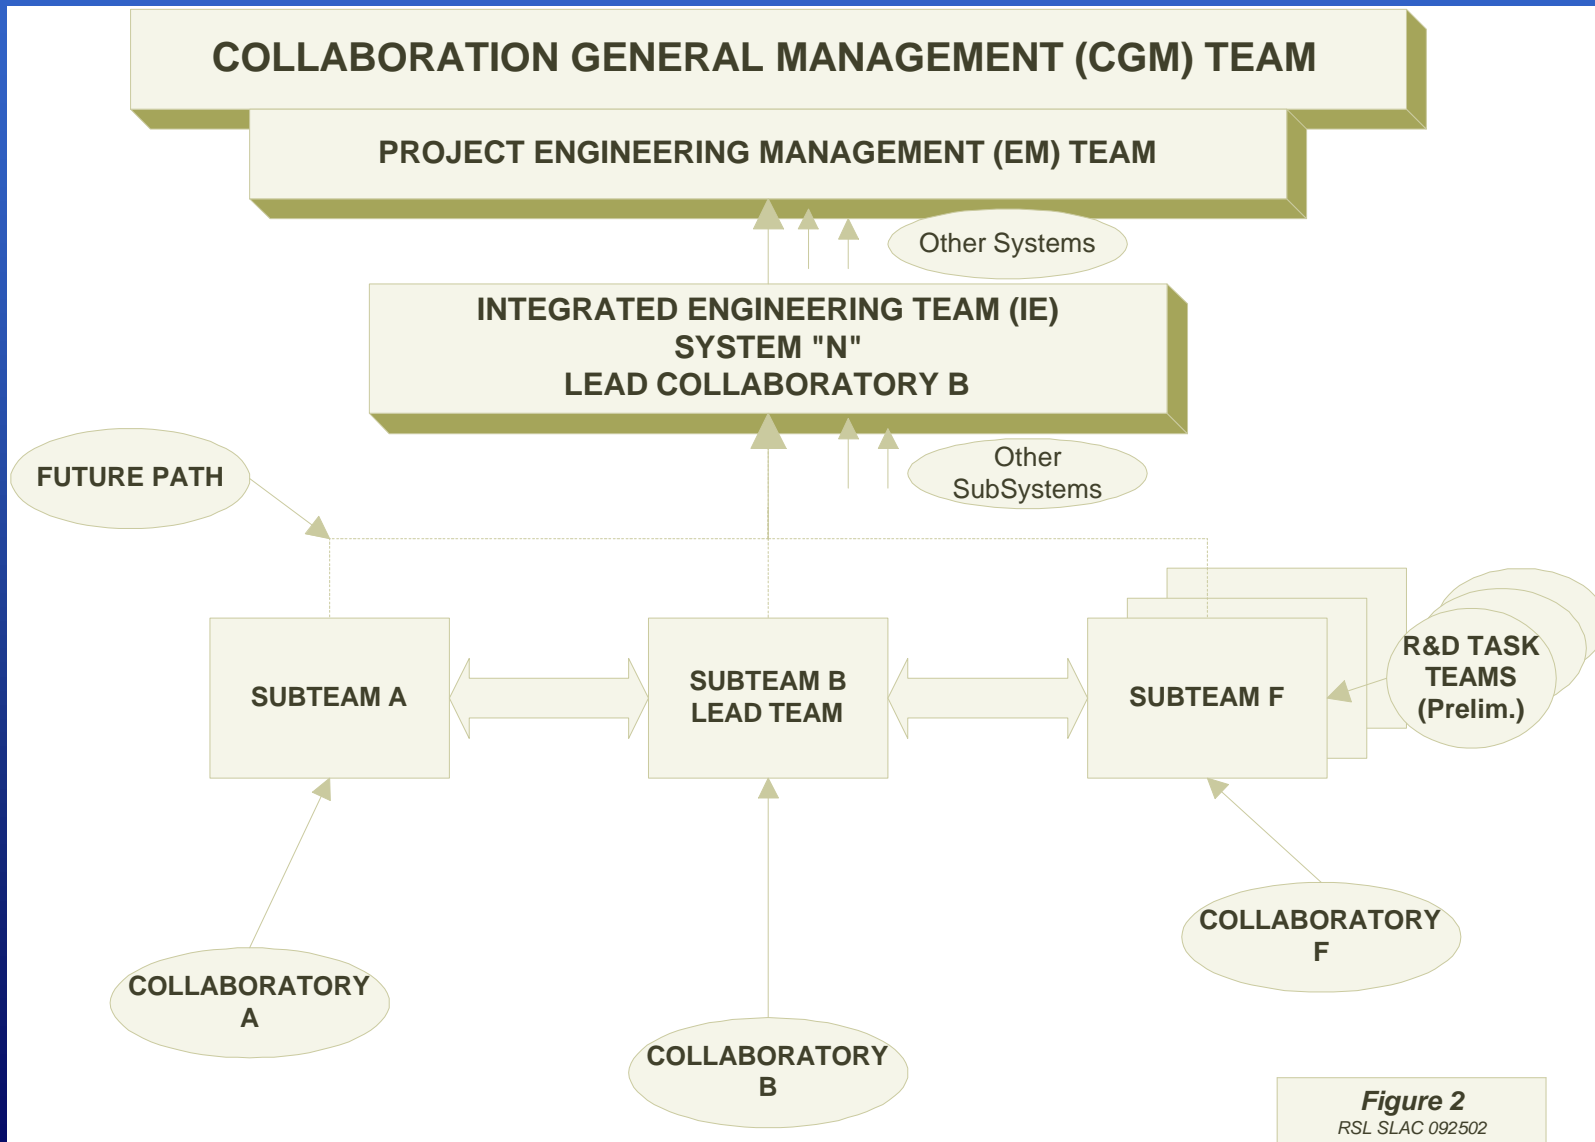 COLLABORATION GENERAL MANAGEMENT (CGM) TEAM
PROJECT ENGINEERING MANAGEMENT (EM) TEAM
Other Systems
INTEGRATED ENGINEERING TEAM (IE)
SYSTEM "N"
LEAD COLLABORATORY B
Other
SubSystems
FUTURE PATH
SUBTEAM A
SUBTEAM B
LEAD TEAM
SUBTEAM F
R&D TASK
TEAMS
(Prelim.)
COLLABORATORY
A
COLLABORATORY
B
COLLABORATORY
F
Figure 2
RSL SLAC 092502